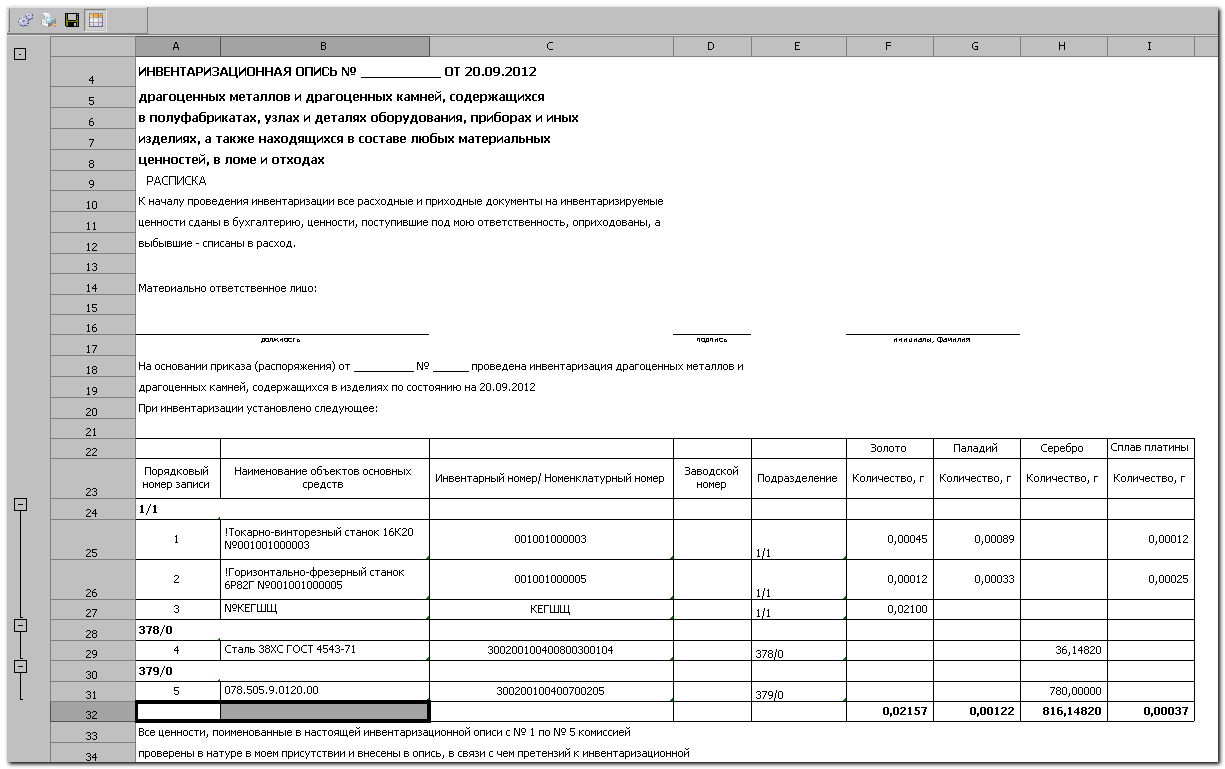 A B C D E F G H I
4 ИНВЕНТАРИЗАЦИОННАЯ ОПИСЬ № ____________ ОТ 20.09.2012
5 драгоценных металлов и драгоценных камней, содержащихся
6 в полуфабрикатах, узлах и деталях оборудования, приборах и иных
7 изделиях, а также находящихся в составе любых материальных
8 ценностей, в ломе и отходах
9 РАСПИСКА
10 К началу проведения инвентаризации все расходные и приходные документы на инвентаризируемые
11 ценности сданы в бухгалтерию, ценности, поступившие под мою ответственность, оприходованы, а
12 выбывшие - списаны в расход.
13
14 Материально ответственное лицо:
15
16
17 должность подпись инициалы, фамилия
18 На основании приказа (распоряжения) от __________ № ______ проведена инвентаризация драгоценных металлов и
19 драгоценных камней, содержащихся в изделиях по состоянию на 20.09.2012
20 При инвентаризации установлено следующее:
21
22 Золото Паладий Серебро Сплав платины
23 Порядковый номер записи Наименование объектов основных средств Инвентарный номер/ Номенклатурный номер Заводской номер Подразделение Количество, г Количество, г Количество, г Количество, г
24 1/1
25 1 !Токарно-винторезный станок 16К20 №001001000003 001001000003 1/1 0,00045 0,00089 0,00012
26 2 !Горизонтально-фрезерный станок 6Р82Г №001001000005 001001000005 1/1 0,00012 0,00033 0,00025
27 3 №КЕГШЩ КЕГШЩ 1/1 0,02100
28 378/0
29 4 Сталь 38ХС ГОСТ 4543-71 300200100400800300104 378/0 36,14820
30 379/0
31 5 078.505.9.0120.00 300200100400700205 379/0 780,00000
32 0,02157 0,00122 816,14820 0,00037
33 Все ценности, поименованные в настоящей инвентаризационной описи с № 1 по № 5 комиссией
34 проверены в натуре в моем присутствии и внесены в опись, в связи с чем претензий к инвентаризационной